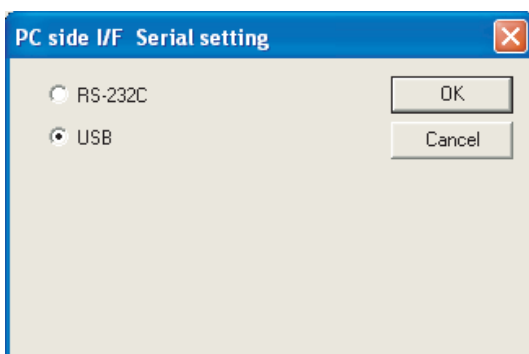 PC side I/F Serial setting
RS-232C
OK
USB
Cancel